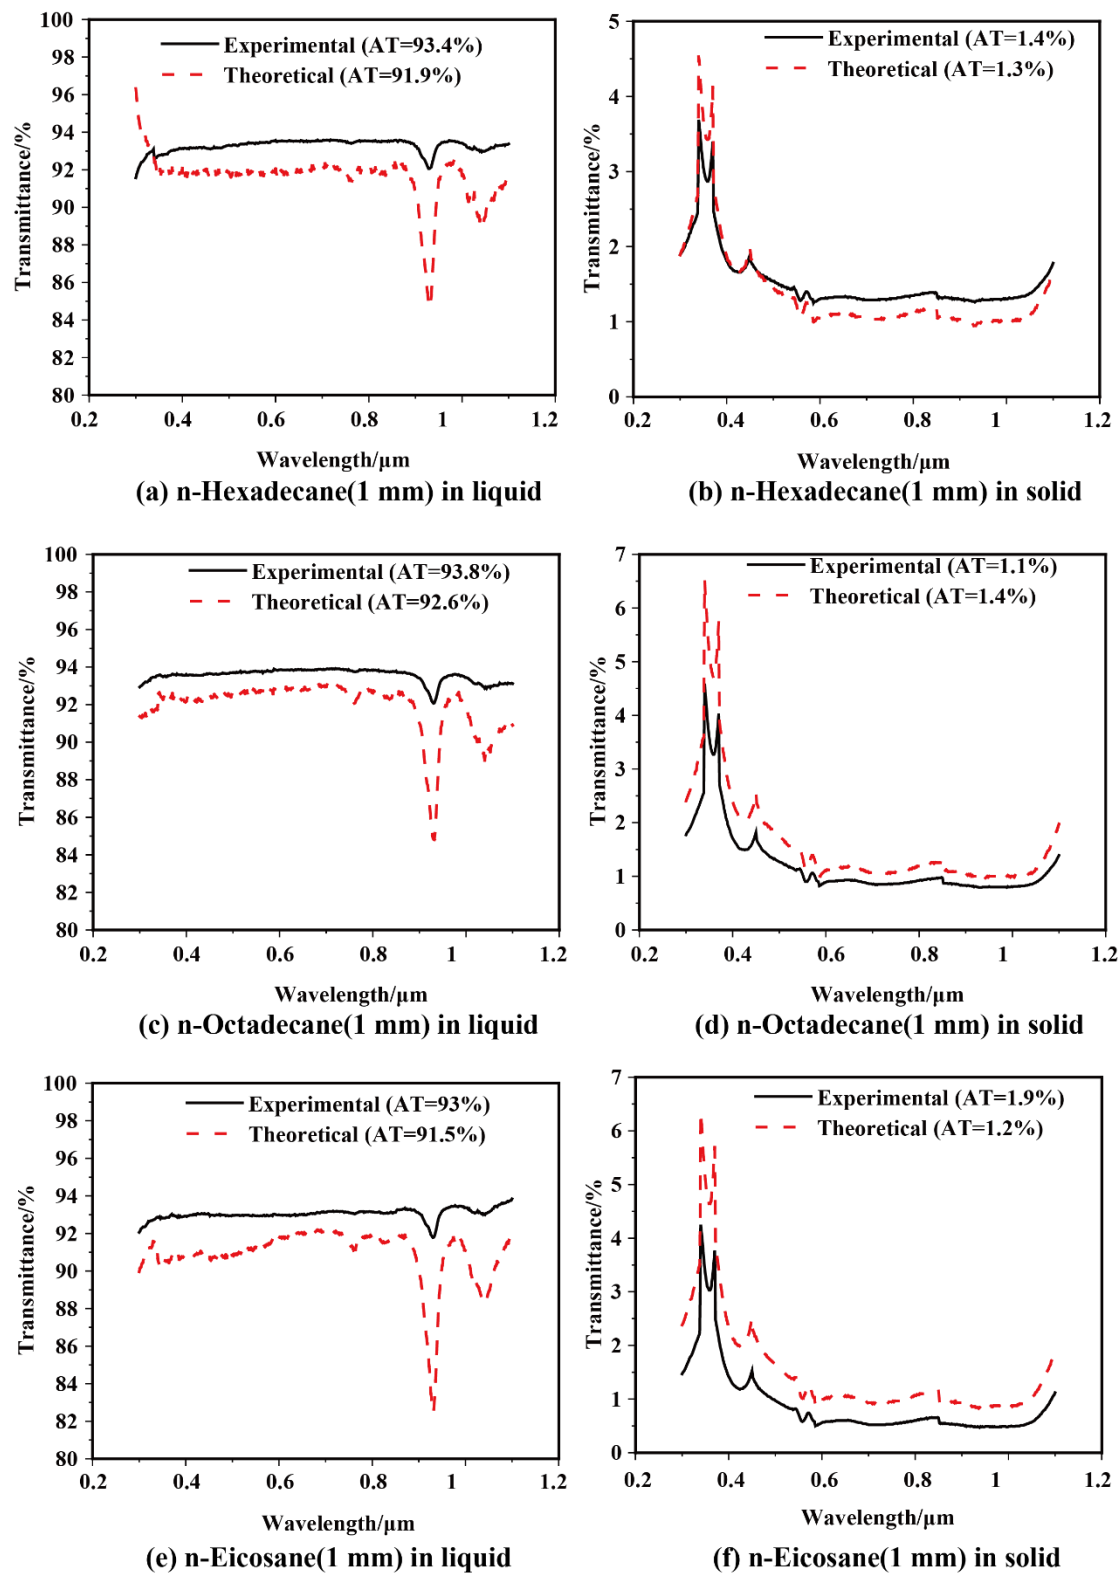 100
98
96
94
92
90
88
86
84
82
80
Transmittance/%
Experimental (AT=93.4%)
Theoretical (AT=91.9%)
0.2 0.4 0.6 0.8 1 1.2
Wavelength/μm
(a) n-Hexadecane(1 mm) in liquid
5
4
3
2
1
0
Transmittance/%
Experimental (AT=1.4%)
Theoretical (AT=1.3%)
0.2 0.4 0.6 0.8 1 1.2
Wavelength/μm
(b) n-Hexadecane(1 mm) in solid
100
98
96
94
92
90
88
86
84
82
80
Transmittance/%
Experimental (AT=93.8%)
Theoretical (AT=92.6%)
0.2 0.4 0.6 0.8 1 1.2
Wavelength/μm
(c) n-Octadecane(1 mm) in liquid
7
6
5
4
3
2
1
0
Transmittance/%
Experimental (AT=1.1%)
Theoretical (AT=1.4%)
0.2 0.4 0.6 0.8 1 1.2
Wavelength/μm
(d) n-Octadecane(1 mm) in solid
100
98
96
94
92
90
88
86
84
82
80
Transmittance/%
Experimental (AT=93%)
Theoretical (AT=91.5%)
0.2 0.4 0.6 0.8 1 1.2
Wavelength/μm
(e) n-Eicosane(1 mm) in liquid
7
6
5
4
3
2
1
0
Transmittance/%
Experimental (AT=1.9%)
Theoretical (AT=1.2%)
0.2 0.4 0.6 0.8 1 1.2
Wavelength/μm
(f) n-Eicosane(1 mm) in solid